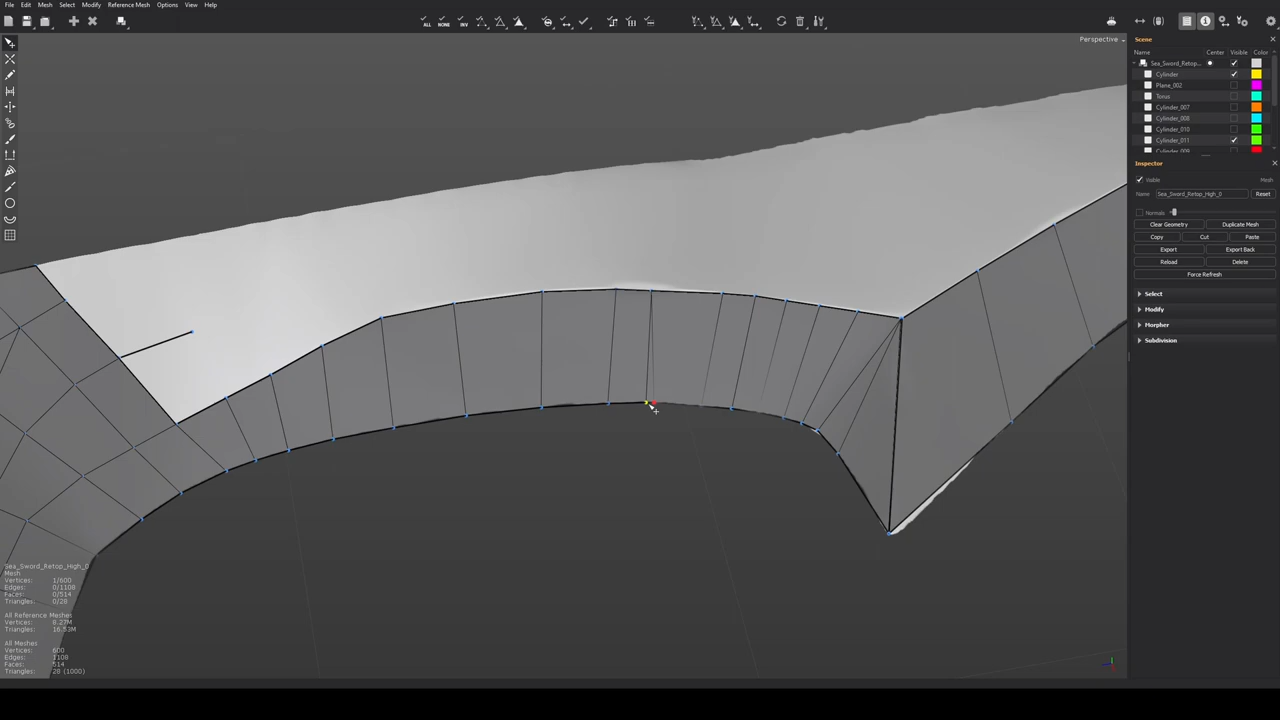 File Edit Mesh Select Modify Reference Mesh Options View Help
ALL NONE INV
Perspective
Scene
Name Center Visible Color
Sea_Sword_Retop...
Cylinder
Plane_002
Torus
Cylinder_007
Cylinder_008
Cylinder_010
Cylinder_011
Cylinder_009
Inspector
Visible Mesh
Name Sea_Sword_Retop_High_0 Reset
Normals
Clear Geometry Duplicate Mesh
Copy Cut Paste
Export Export Back
Reload Delete
Force Refresh
Select
Modify
Morpher
Subdivision
Sea_Sword_Retop_High_0
Mesh
Vertices: 1/600
Edges: 0/1108
Faces: 0/514
Triangles: 0/28
All Reference Meshes
Vertices: 8.27M
Triangles: 16.53M
All Meshes
Vertices: 600
Edges: 1108
Faces: 514
Triangles: 28 (1000)